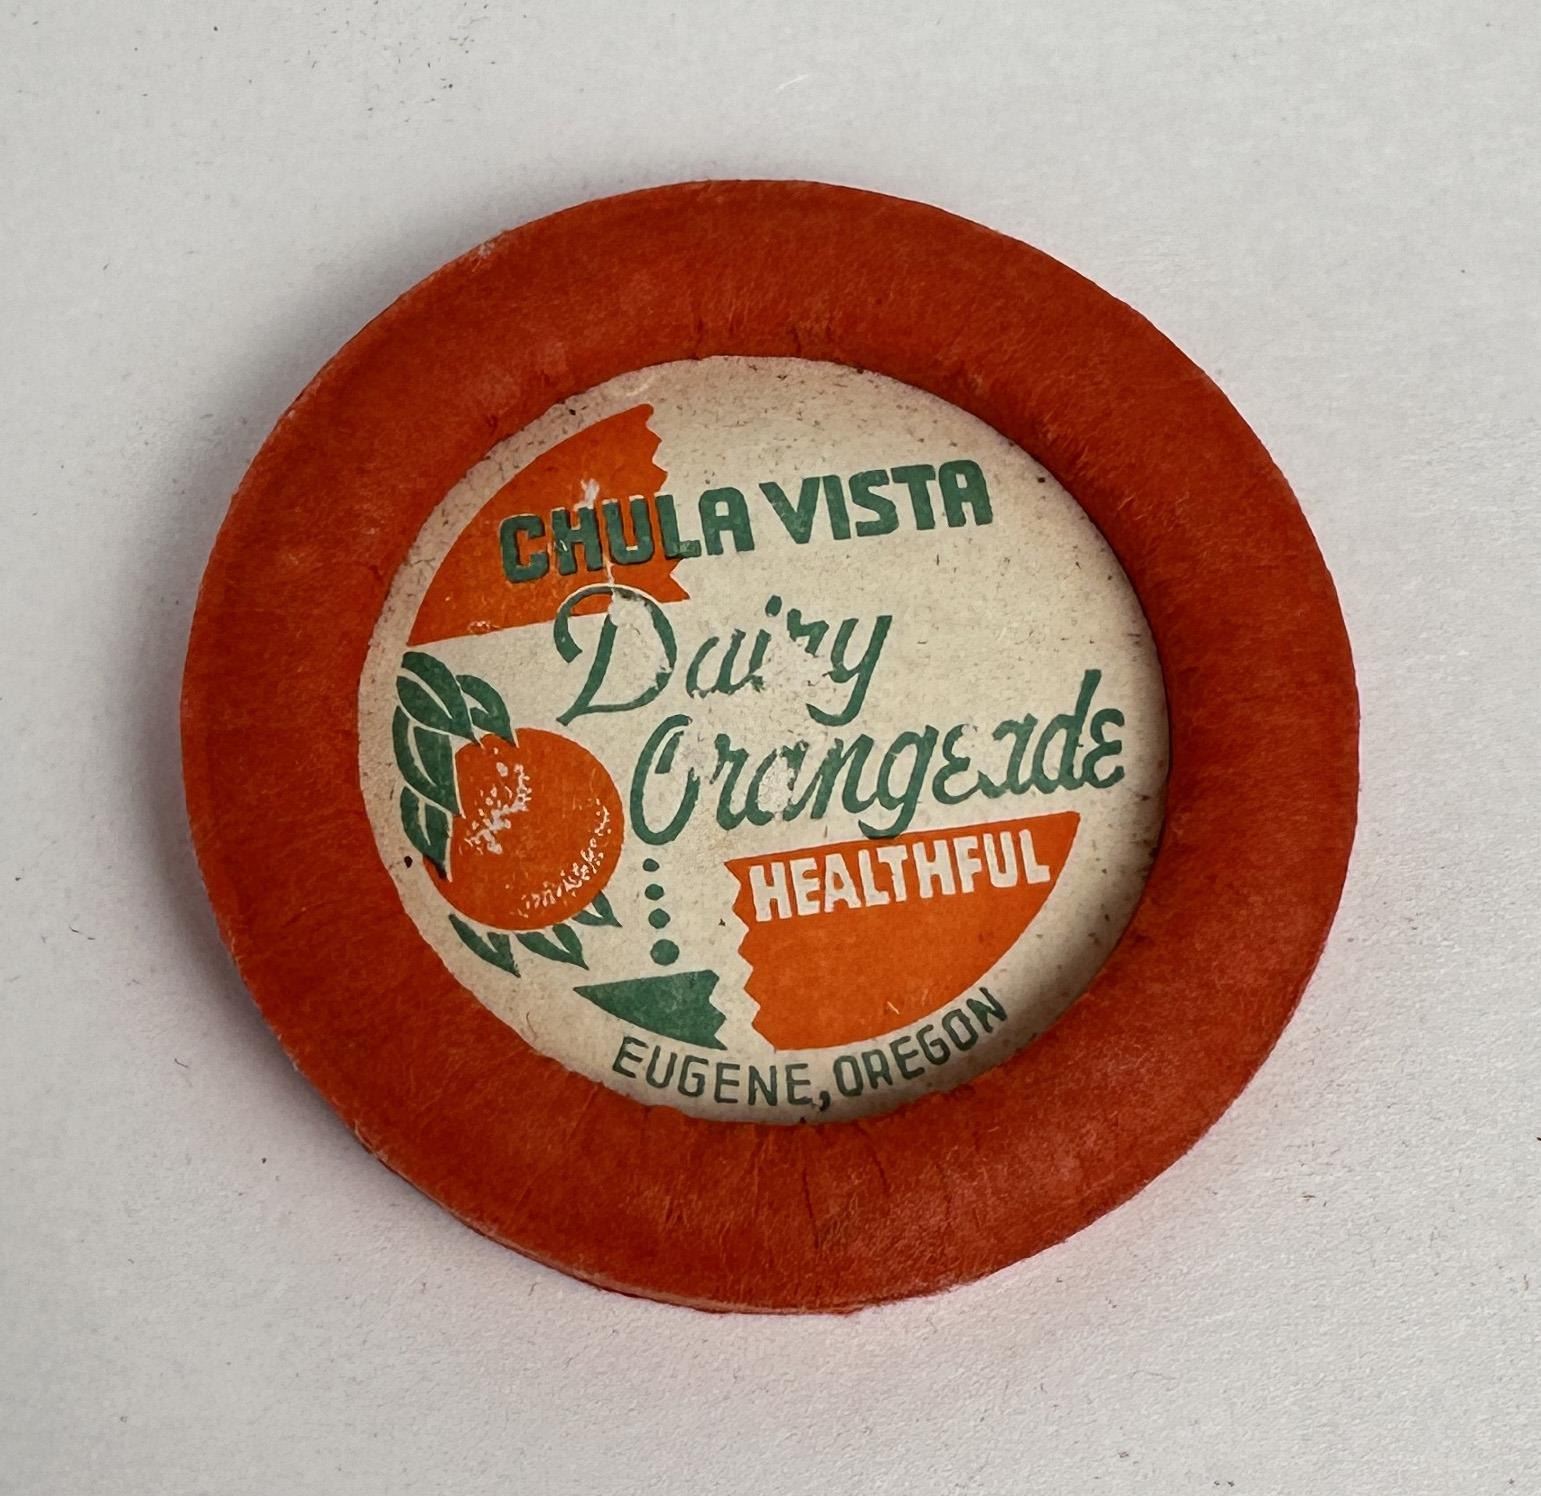 CHULA VISTA
Dairy
Orangeade
HEALTHFUL
EUGENE, OREGON